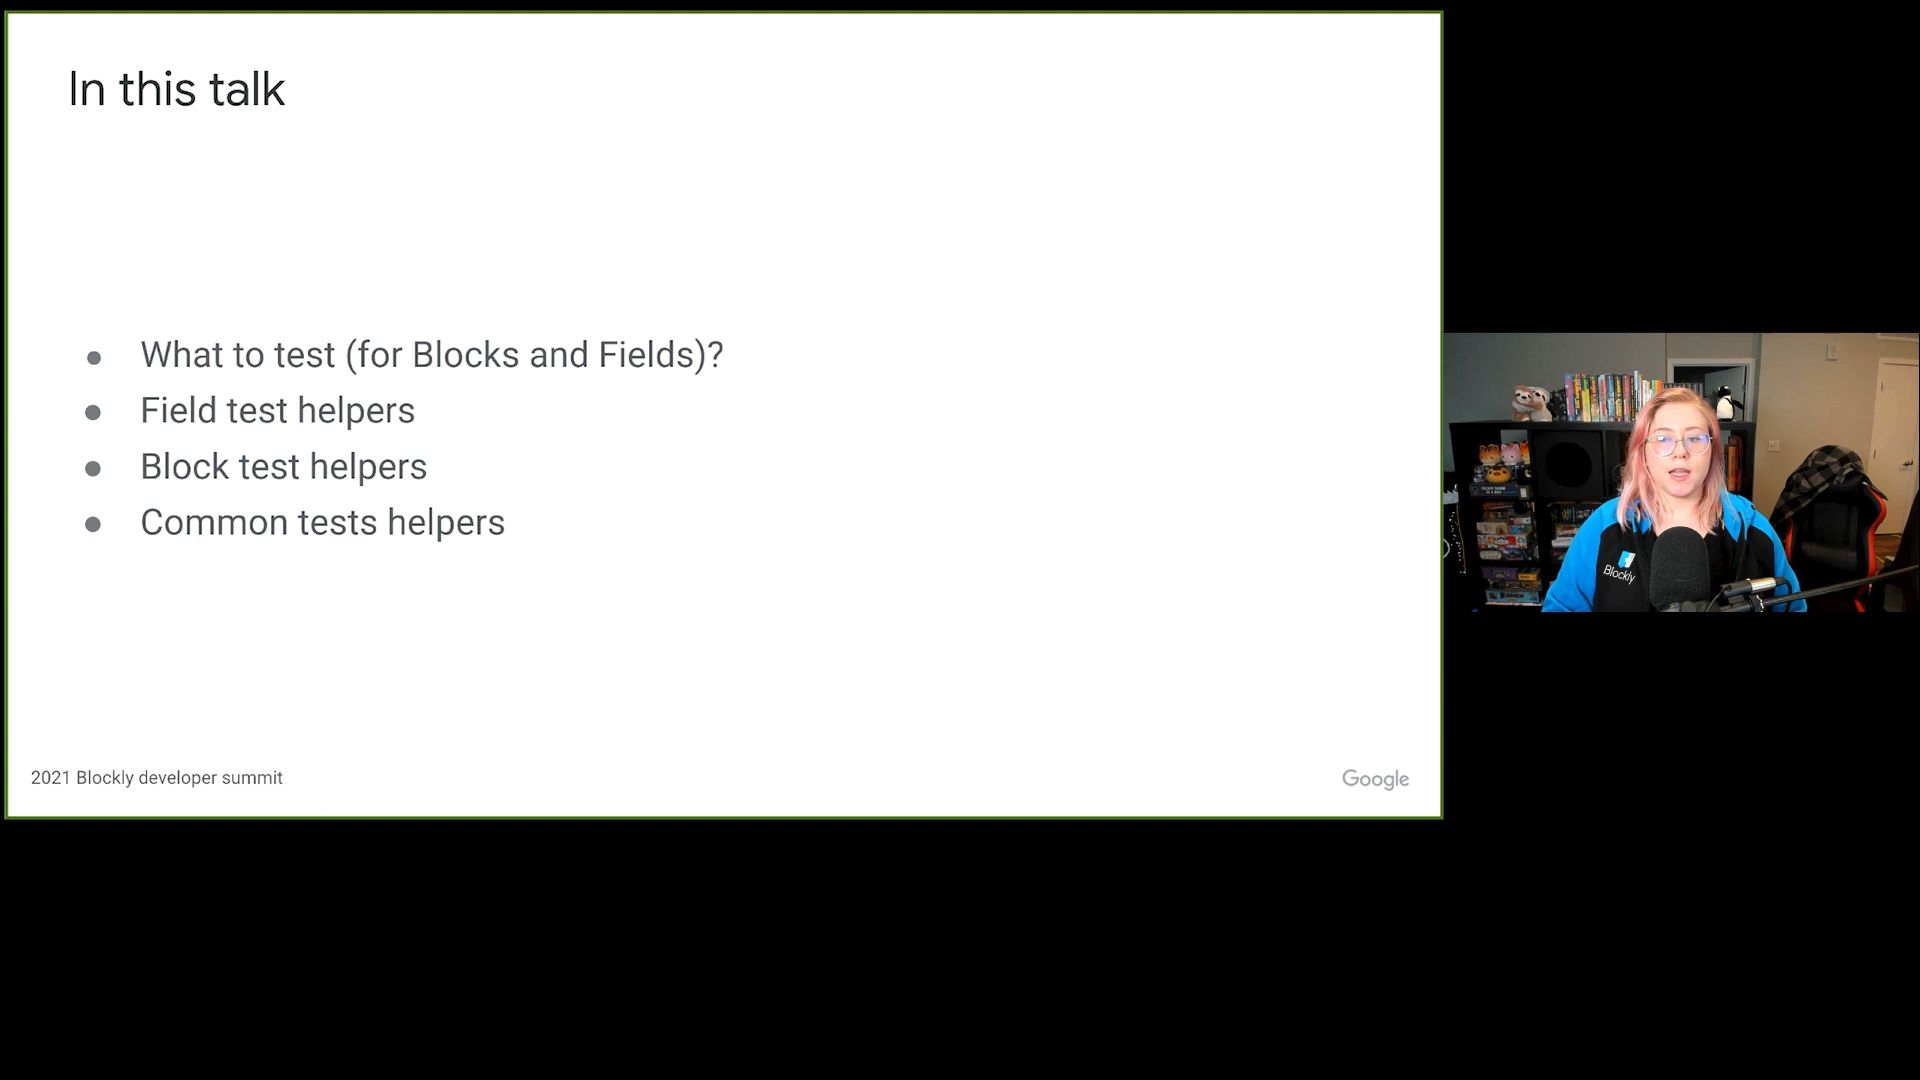 In this talk
● What to test (for Blocks and Fields)?
● Field test helpers
● Block test helpers
● Common tests helpers
2021 Blockly developer summit
Google
Blockly